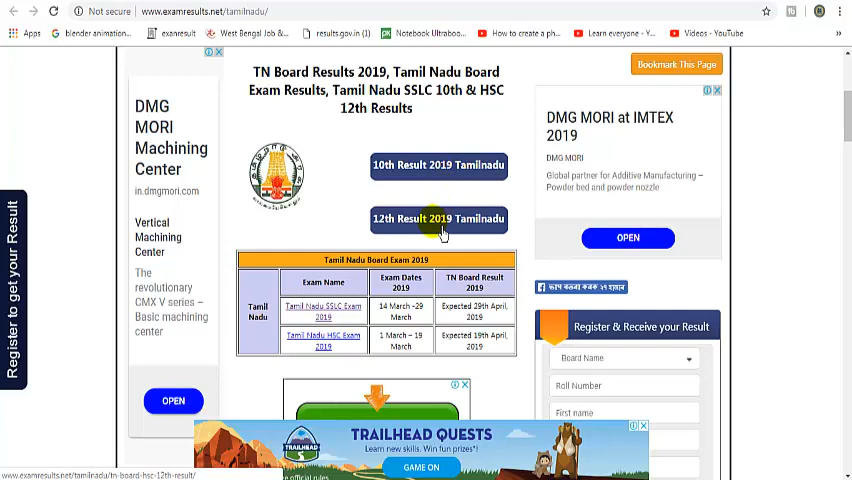 Not secure
www.examresults.net/tamilnadu/
Apps
blender animation...
exanresult
West Bengal Job &...
results.gov.in (1)
Notebook Ultraboo...
How to create a ph...
Learn everyone - Y...
Videos - YouTube
»
Register to get your Result
DMG
MORI
Machining
Center
in.dmgmori.com
Vertical
Machining
Center
The
revolutionary
CMX V series –
Basic machining
center
OPEN
TN Board Results 2019, Tamil Nadu Board
Exam Results, Tamil Nadu SSLC 10th & HSC
12th Results
10th Result 2019 Tamilnadu
12th Result 2019 Tamilnadu
Tamil Nadu Board Exam 2019
Exam Name
Exam Dates
2019
TN Board Result
2019
Tamil
Nadu
Tamil Nadu SSLC Exam
2019
14 March -29
March
Expected 29th April,
2019
Tamil Nadu HSC Exam
2019
1 March – 19
March
Expected 19th April,
2019
Bookmark This Page
DMG MORI at IMTEX
2019
DMG MORI
Global partner for Additive Manufacturing –
Powder bed and powder nozzle
OPEN
Register & Receive your Result
Board Name
Roll Number
First name
TRAILHEAD
TRAILHEAD QUESTS
Learn new skills. Win fun prizes*!
GAME ON
official rules.
www.examresults.net/tamilnadu/tn-board-hsc-12th-result/